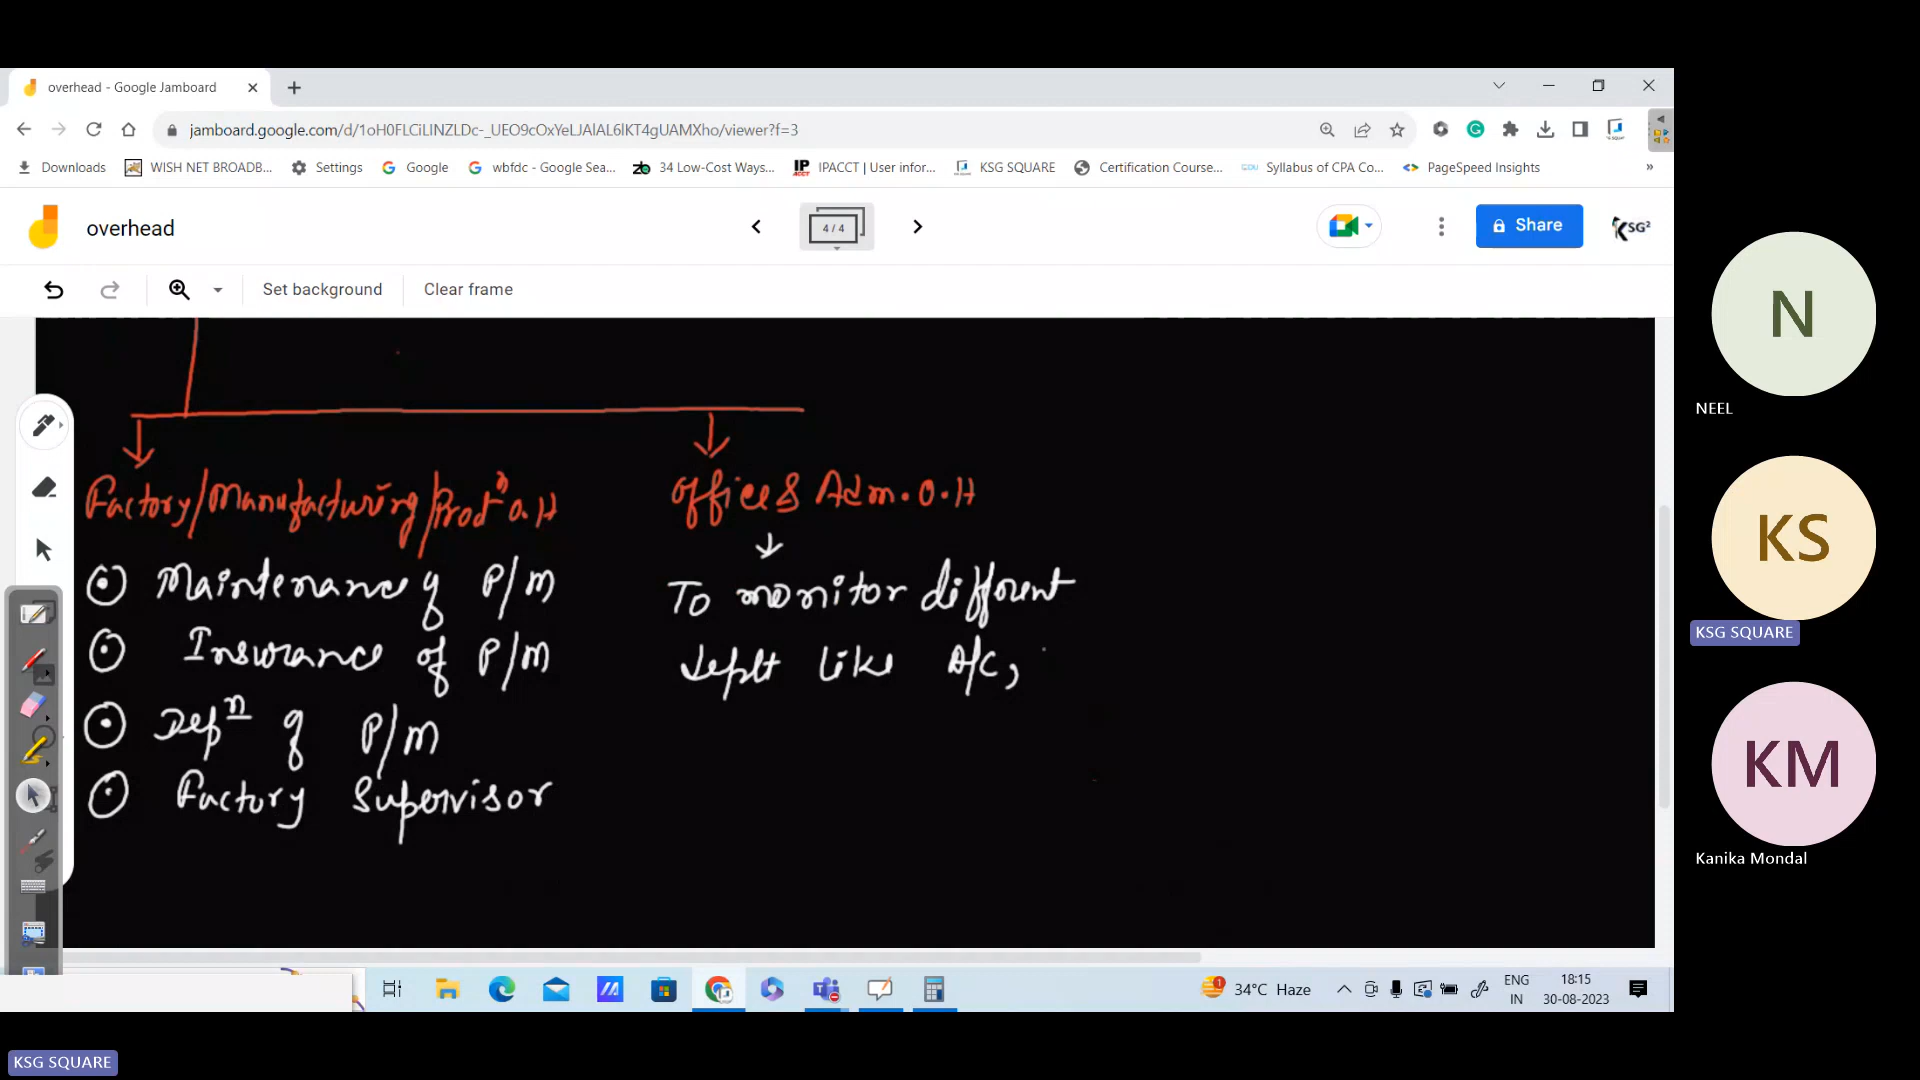 overhead - Google Jamboard
jamboard.google.com/d/1oH0FLCiLINZLDc-_UEO9cOxYeLJAlAL6lKT4gUAMXho/viewer?f=3
Downloads WISH NET BROADB... Settings Google wbfdc - Google Sea... 34 Low-Cost Ways... IPACCT | User infor... KSG SQUARE Certification Course... Syllabus of CPA Co... PageSpeed Insights »
overhead 4 / 4 Share KSG²
Set background Clear frame
Factory/Manufacturing/Prodⁿ O.H Office & Adm. O.H
Maintenance of P/M To monitor different
Insurance of P/M deptt like A/C,
Depⁿ of P/M
Factory Supervisor
N
NEEL
KS
KSG SQUARE
KM
Kanika Mondal
34°C Haze ENG IN 18:15 30-08-2023
KSG SQUARE